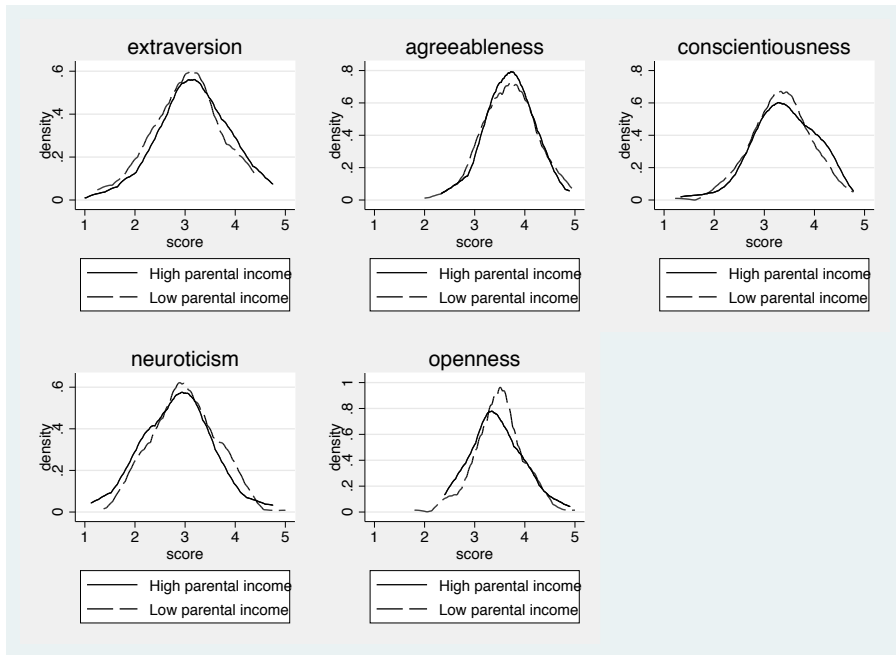 extraversion
.6
.4
.2
0
density
1 2 3 4 5
score
High parental income
Low parental income
agreeableness
.8
.6
.4
.2
0
density
1 2 3 4 5
score
High parental income
Low parental income
conscientiousness
.8
.6
.4
.2
0
density
1 2 3 4 5
score
High parental income
Low parental income
neuroticism
.6
.4
.2
0
density
1 2 3 4 5
score
High parental income
Low parental income
openness
1
.8
.6
.4
.2
0
density
1 2 3 4 5
score
High parental income
Low parental income